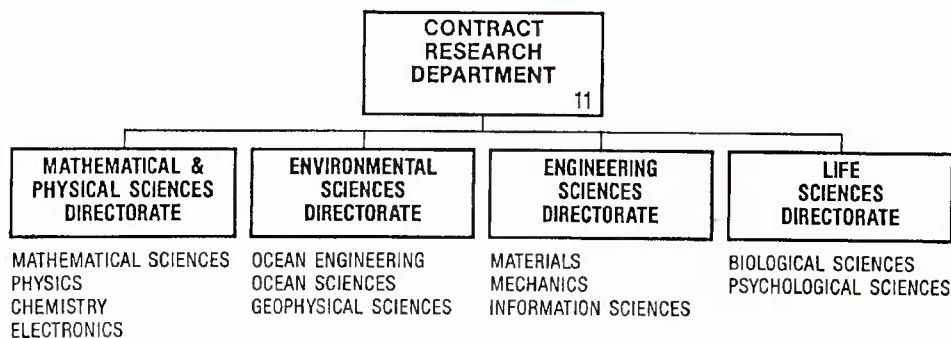 CONTRACT
RESEARCH
DEPARTMENT
11
MATHEMATICAL &
PHYSICAL SCIENCES
DIRECTORATE
ENVIRONMENTAL
SCIENCES
DIRECTORATE
ENGINEERING
SCIENCES
DIRECTORATE
LIFE
SCIENCES
DIRECTORATE
MATHEMATICAL SCIENCES
PHYSICS
CHEMISTRY
ELECTRONICS
OCEAN ENGINEERING
OCEAN SCIENCES
GEOPHYSICAL SCIENCES
MATERIALS
MECHANICS
INFORMATION SCIENCES
BIOLOGICAL SCIENCES
PSYCHOLOGICAL SCIENCES